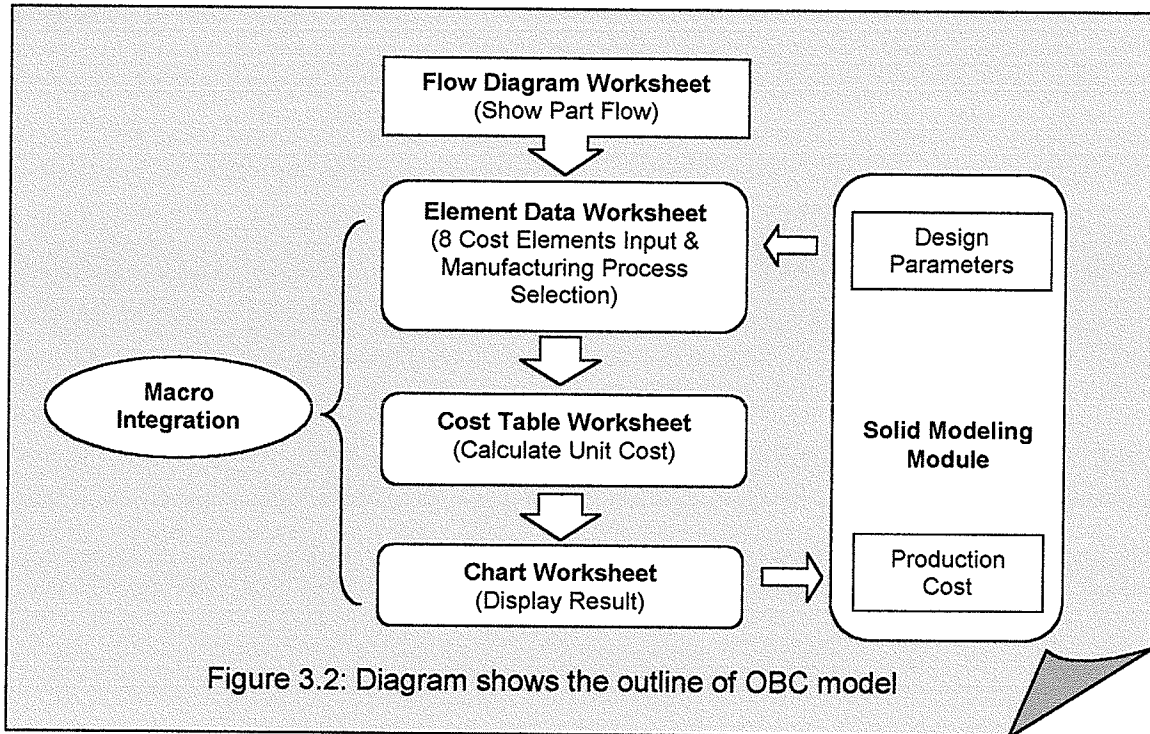 Flow Diagram Worksheet
(Show Part Flow)
Element Data Worksheet
(8 Cost Elements Input &
Manufacturing Process
Selection)
Design
Parameters
Macro
Integration
Cost Table Worksheet
(Calculate Unit Cost)
Solid Modeling
Module
Chart Worksheet
(Display Result)
Production
Cost
Figure 3.2: Diagram shows the outline of OBC model